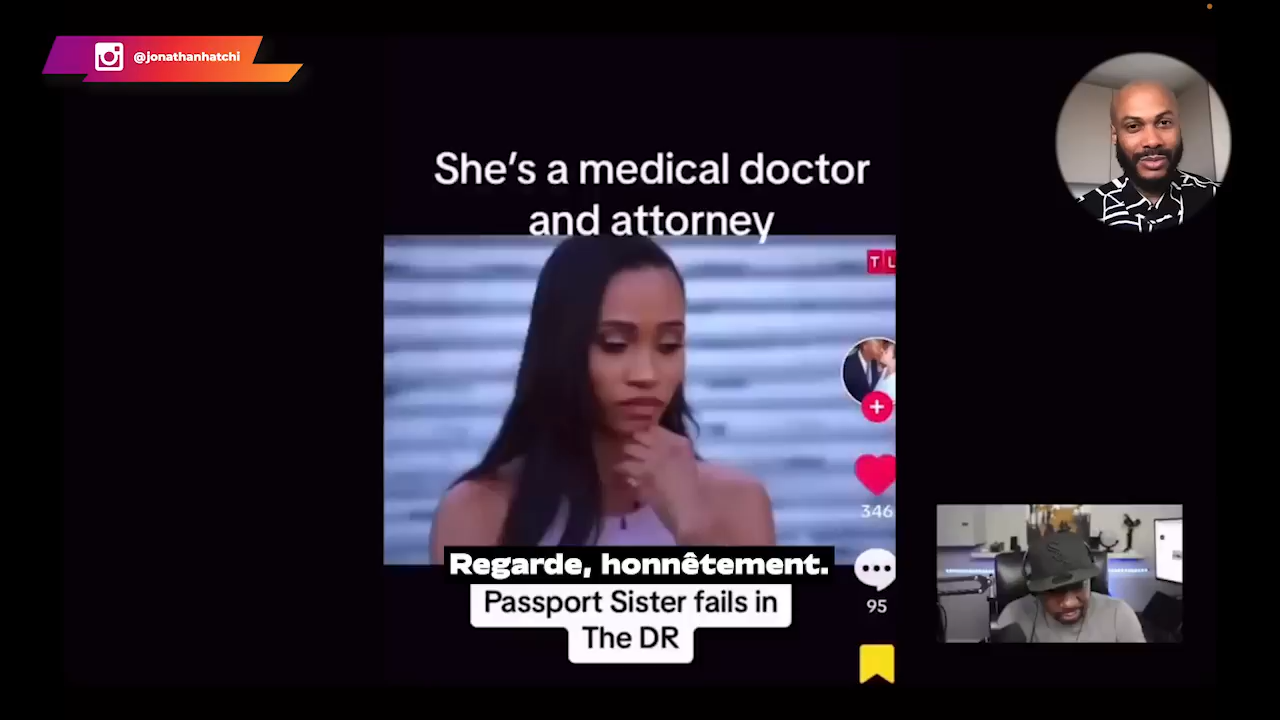 @jonathanhatchi
She's a medical doctor
and attorney
TL
346
Regarde, honnêtement.
Passport Sister fails in
The DR
95